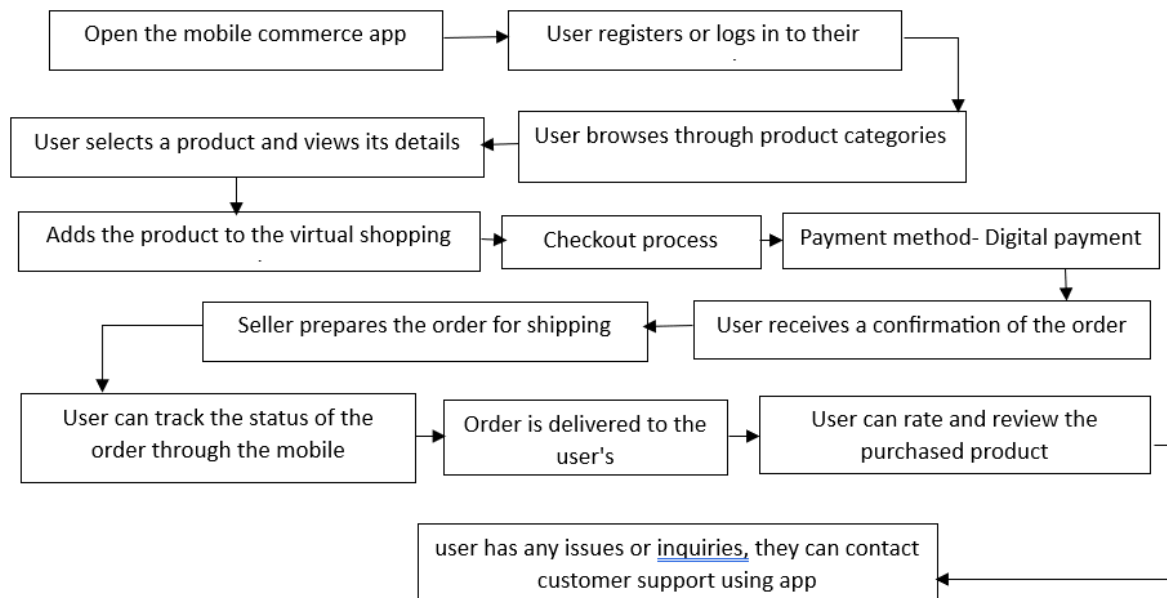 Open the mobile commerce app
User registers or logs in to their
User browses through product categories
User selects a product and views its details
Adds the product to the virtual shopping
Checkout process
Payment method- Digital payment
User receives a confirmation of the order
Seller prepares the order for shipping
User can track the status of the
order through the mobile
Order is delivered to the
user's
User can rate and review the
purchased product
user has any issues or inquiries, they can contact
customer support using app